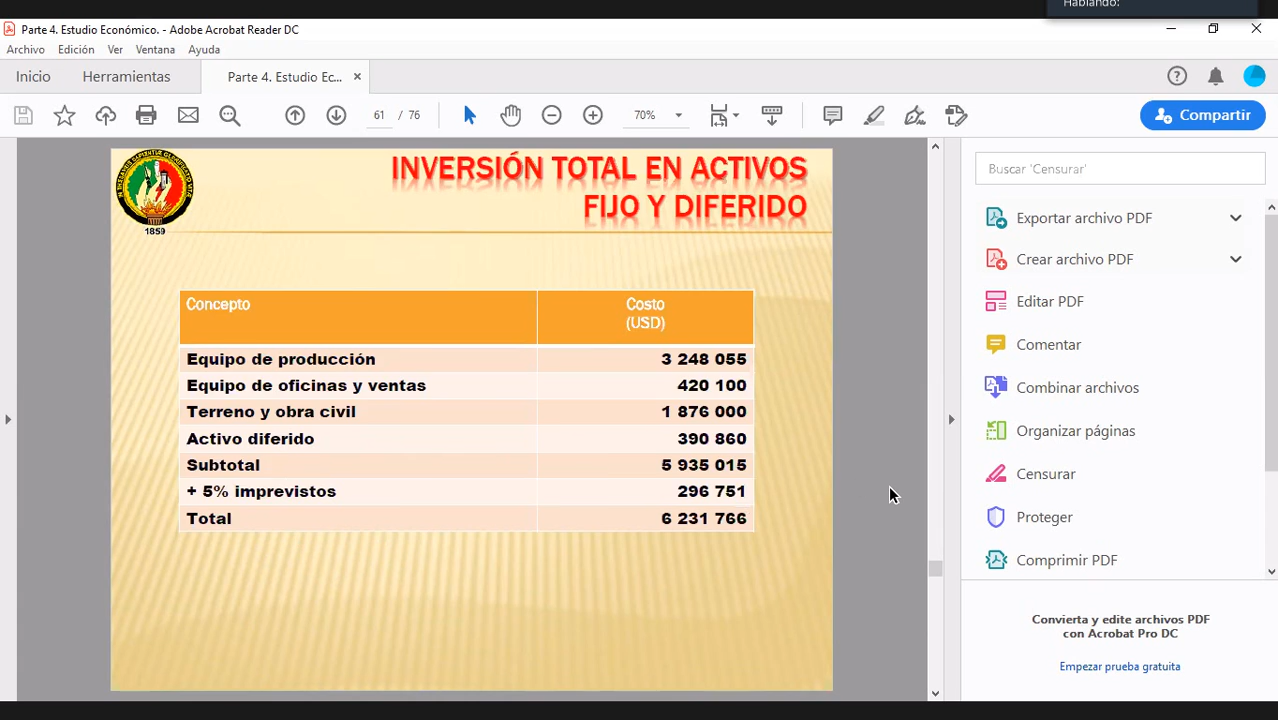 Hablando:
Parte 4. Estudio Económico. - Adobe Acrobat Reader DC
Archivo Edición Ver Ventana Ayuda
Inicio Herramientas Parte 4. Estudio Ec... ×
61 / 76 70% Compartir
INVERSIÓN TOTAL EN ACTIVOS
FIJO Y DIFERIDO
1859
Concepto Costo
(USD)
Equipo de producción 3 248 055
Equipo de oficinas y ventas 420 100
Terreno y obra civil 1 876 000
Activo diferido 390 860
Subtotal 5 935 015
+ 5% imprevistos 296 751
Total 6 231 766
Buscar 'Censurar'
Exportar archivo PDF
Crear archivo PDF
Editar PDF
Comentar
Combinar archivos
Organizar páginas
Censurar
Proteger
Comprimir PDF
Convierta y edite archivos PDF
con Acrobat Pro DC
Empezar prueba gratuita